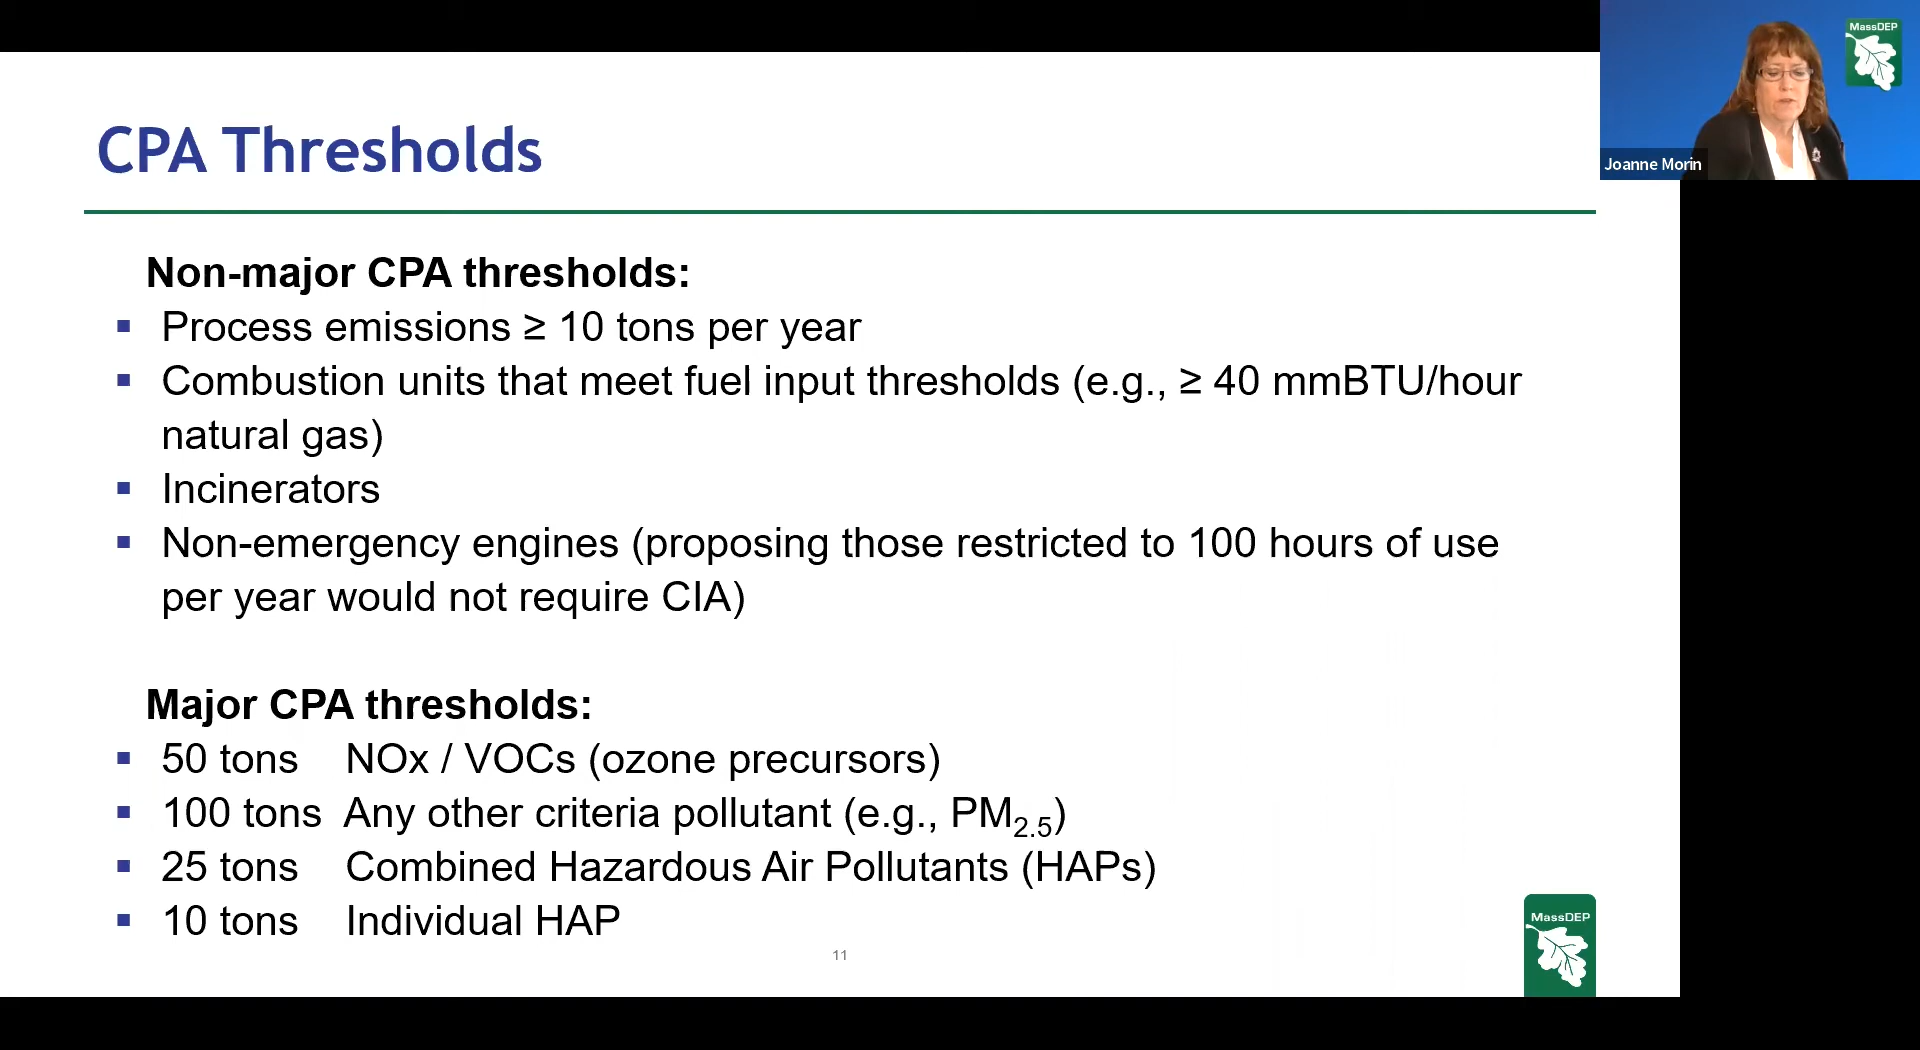 MassDEP
Joanne Morin
CPA Thresholds
Non-major CPA thresholds:
▪ Process emissions ≥ 10 tons per year
▪ Combustion units that meet fuel input thresholds (e.g., ≥ 40 mmBTU/hour
natural gas)
▪ Incinerators
▪ Non-emergency engines (proposing those restricted to 100 hours of use
per year would not require CIA)
Major CPA thresholds:
▪ 50 tons NOx / VOCs (ozone precursors)
▪ 100 tons Any other criteria pollutant (e.g., PM2.5)
▪ 25 tons Combined Hazardous Air Pollutants (HAPs)
▪ 10 tons Individual HAP
11
MassDEP